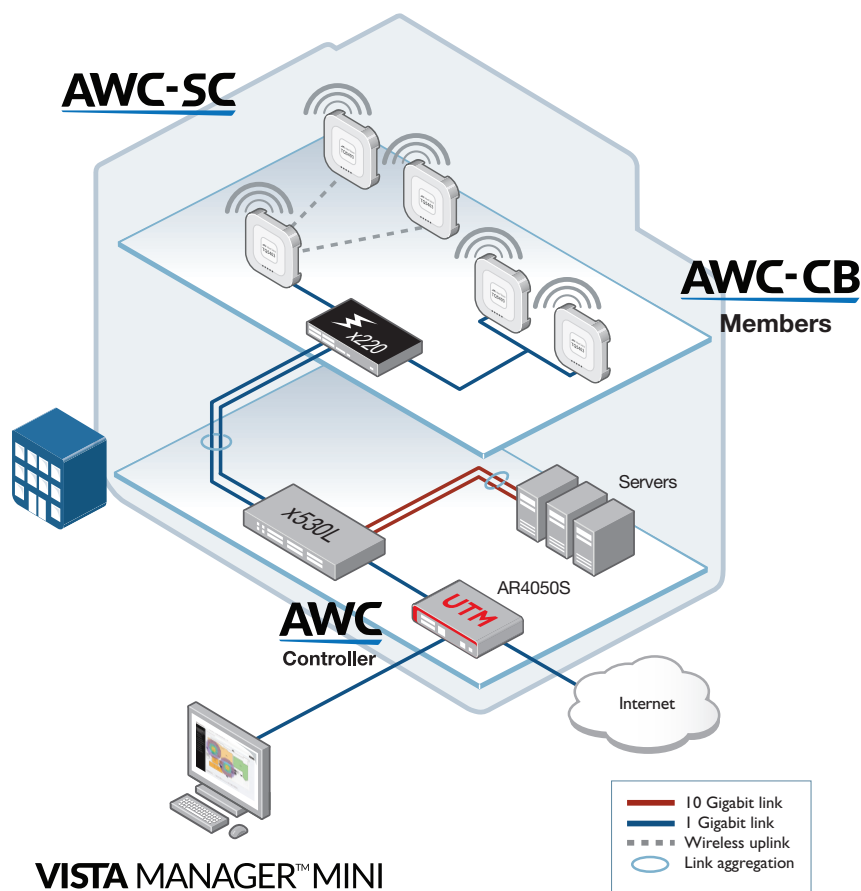 AWC-SC
AWC-CB
Members
x220
x530L
Servers
AR4050S
UTM
AWC
Controller
Internet
10 Gigabit link
1 Gigabit link
Wireless uplink
Link aggregation
VISTA MANAGER™ MINI